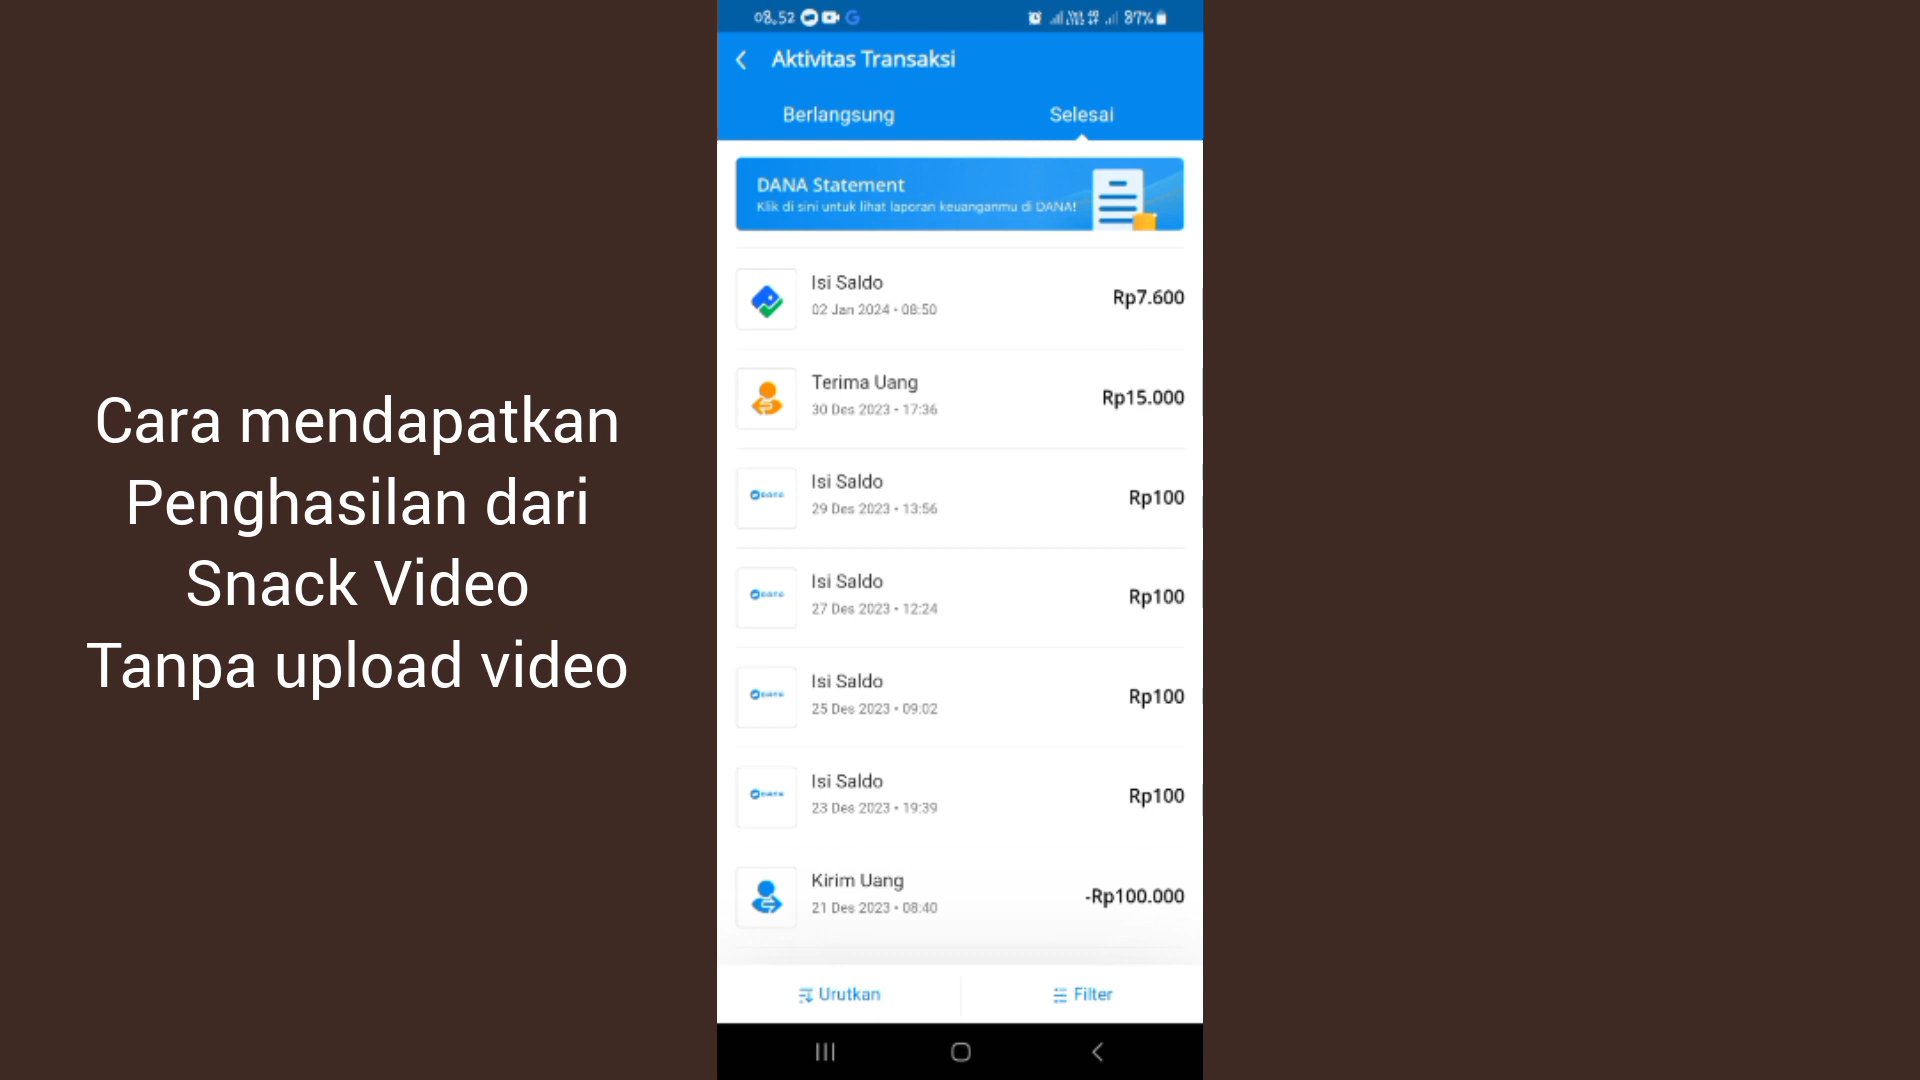 08.52
87%
Aktivitas Transaksi
Berlangsung
Selesai
DANA Statement
Klik di sini untuk lihat laporan keuanganmu di DANA!
Isi Saldo
02 Jan 2024 • 08:50
Rp7.600
Terima Uang
30 Des 2023 • 17:36
Rp15.000
DANA
Isi Saldo
29 Des 2023 • 13:56
Rp100
DANA
Isi Saldo
27 Des 2023 • 12:24
Rp100
DANA
Isi Saldo
25 Des 2023 • 09:02
Rp100
DANA
Isi Saldo
23 Des 2023 • 19:39
Rp100
Kirim Uang
21 Des 2023 • 08:40
-Rp100.000
Urutkan
Filter
Cara mendapatkan
Penghasilan dari
Snack Video
Tanpa upload video